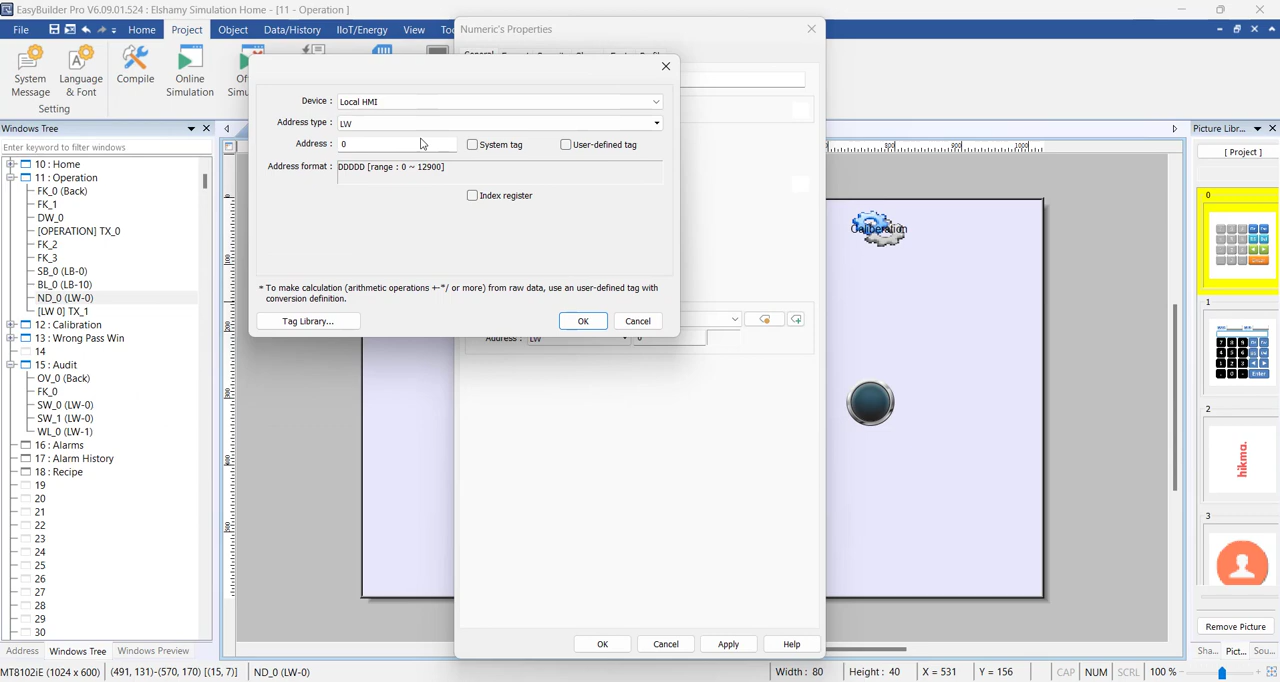 EasyBuilder Pro V6.09.01.524 : Elshamy Simulation Home - [11 - Operation ]
File
Home
Project
Object
Data/History
IIoT/Energy
View
System
Message
Language
& Font
Setting
Compile
Online
Simulation
Windows Tree
Enter keyword to filter windows
10 : Home
11 : Operation
FK_0 (Back)
FK_1
DW_0
[OPERATION] TX_0
FK_2
FK_3
SB_0 (LB-0)
BL_0 (LB-10)
ND_0 (LW-0)
[LW 0] TX_1
12 : Calibration
13 : Wrong Pass Win
14
15 : Audit
OV_0 (Back)
FK_0
SW_0 (LW-0)
SW_1 (LW-0)
WL_0 (LW-1)
16 : Alarms
17 : Alarm History
18 : Recipe
19
20
21
22
23
24
25
26
27
28
29
30
Address
Windows Tree
Windows Preview
Numeric's Properties
Device :
Local HMI
Address type :
LW
Address :
0
System tag
User-defined tag
Address format :
DDDDD [range : 0 ~ 12900]
Index register
* To make calculation (arithmetic operations +-*/ or more) from raw data, use an user-defined tag with
conversion definition.
Tag Library...
OK
Cancel
Address :
LW
0
OK
Cancel
Apply
Help
800
900
1000
Caliberation
Picture Libr...
[ Project ]
0
1
2
hikma.
3
Remove Picture
Sha...
Pict...
Sou...
MT8102iE (1024 x 600)
(491, 131)-(570, 170) [(15, 7)]
ND_0 (LW-0)
Width : 80
Height : 40
X = 531
Y = 156
CAP
NUM
SCRL
100 %